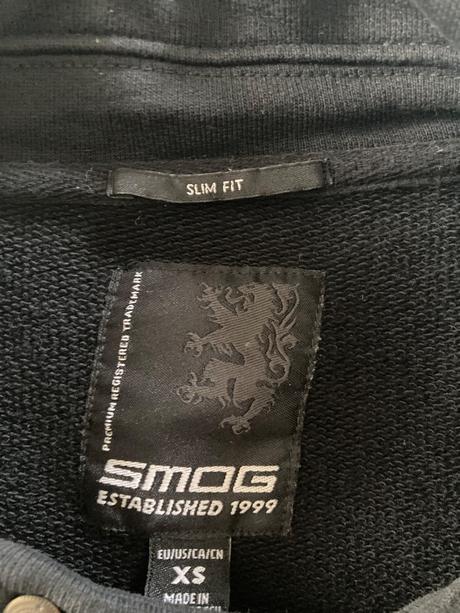 SLIM FIT
PREMIUM REGISTERED TRADEMARK
SMOG
ESTABLISHED 1999
EU/US/CA/CN
XS
MADE IN